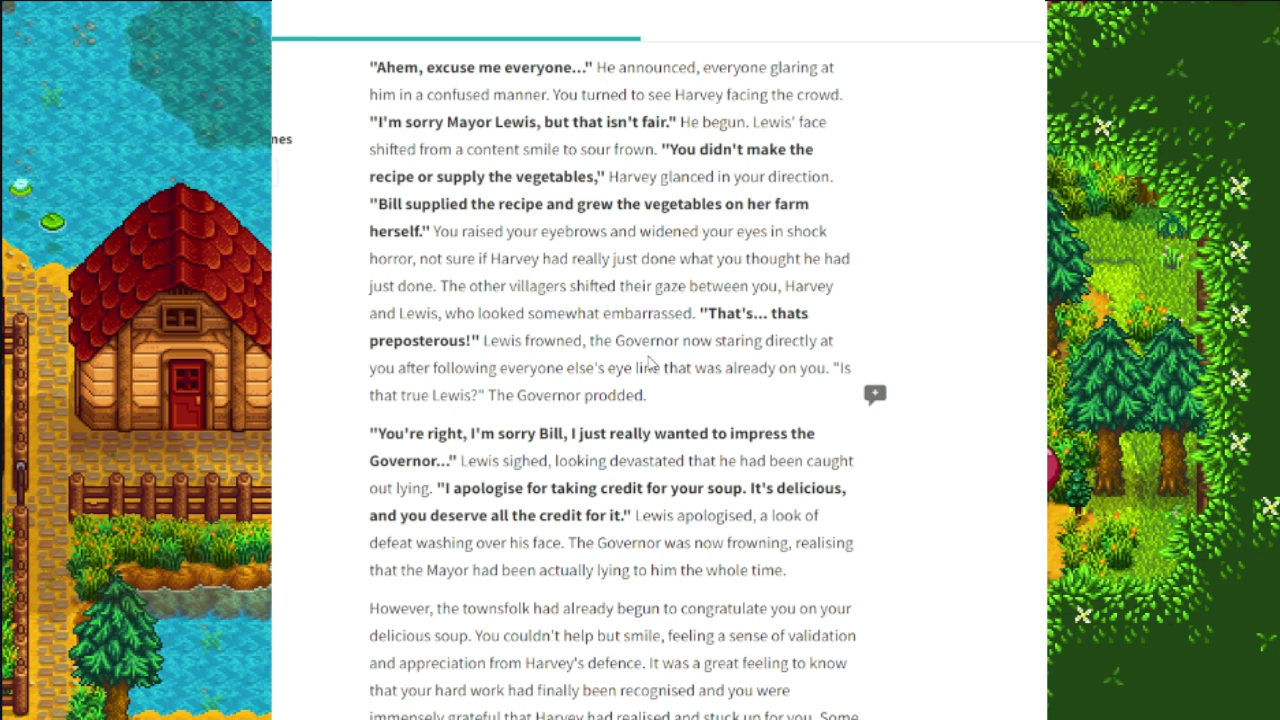 "Ahem, excuse me everyone..." He announced, everyone glaring at
him in a confused manner. You turned to see Harvey facing the crowd.
"I'm sorry Mayor Lewis, but that isn't fair." He begun. Lewis' face
nes
shifted from a content smile to sour frown. "You didn't make the
recipe or supply the vegetables," Harvey glanced in your direction.
"Bill supplied the recipe and grew the vegetables on her farm
herself." You raised your eyebrows and widened your eyes in shock
horror, not sure if Harvey had really just done what you thought he had
just done. The other villagers shifted their gaze between you, Harvey
and Lewis, who looked somewhat embarrassed. "That's... thats
preposterous!" Lewis frowned, the Governor now staring directly at
you after following everyone else's eye line that was already on you. "Is
that true Lewis?" The Governor prodded.
"You're right, I'm sorry Bill, I just really wanted to impress the
Governor..." Lewis sighed, looking devastated that he had been caught
out lying. "I apologise for taking credit for your soup. It's delicious,
and you deserve all the credit for it." Lewis apologised, a look of
defeat washing over his face. The Governor was now frowning, realising
that the Mayor had been actually lying to him the whole time.
However, the townsfolk had already begun to congratulate you on your
delicious soup. You couldn't help but smile, feeling a sense of validation
and appreciation from Harvey's defence. It was a great feeling to know
that your hard work had finally been recognised and you were
immensely grateful that Harvey had realised and stuck up for you. Some